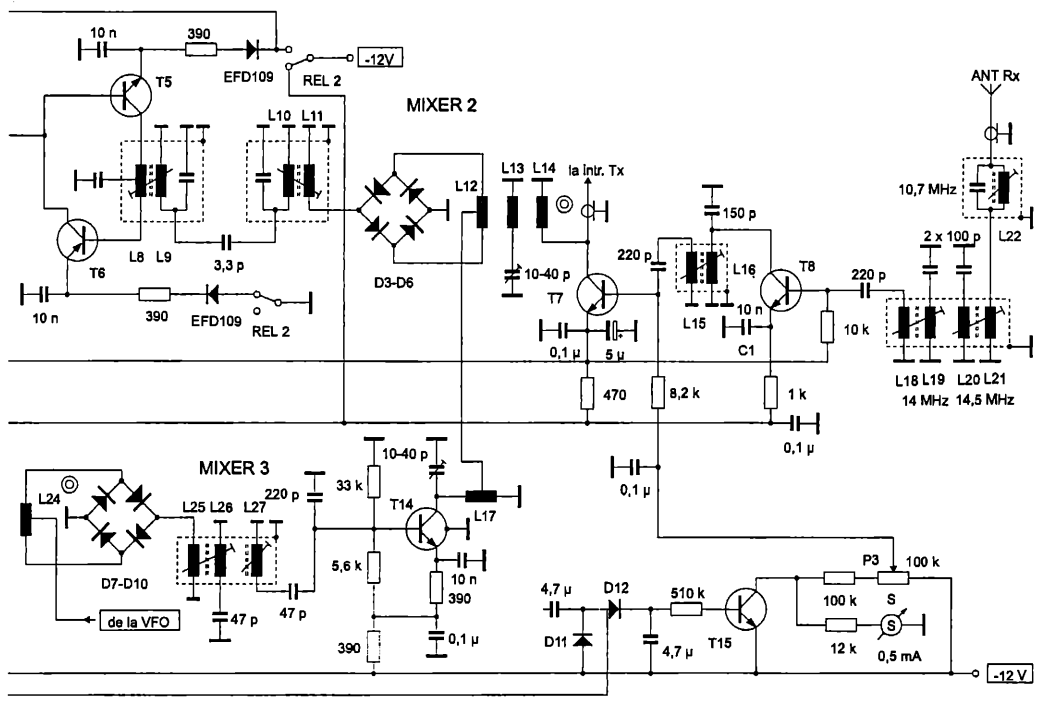 10 n
390
EFD109
REL 2
-12V
T5
MIXER 2
ANT Rx
L10 L11
L12
L13 L14
la intr. Tx
10,7 MHz
L22
150 p
220 p
L16
T8
220 p
2 x 100 p
L8 L9
T6
3,3 p
D3-D6
10-40 p
T7
L15
10 n
C1
10 k
10 n
390
EFD109
REL 2
0,1 µ
5 µ
L18 L19 L20 L21
14 MHz 14,5 MHz
470
8,2 k
1 k
0,1 µ
MIXER 3
10-40 p
L24
L25 L26 L27
220 p
33 k
T14
L17
0,1 µ
D7-D10
5,6 k
10 n
390
47 p
47 p
de la VFO
390
0,1 µ
4,7 µ
D12
510 k
D11
4,7 µ
T15
P3
100 k
100 k
S
S
12 k
0,5 mA
-12 V